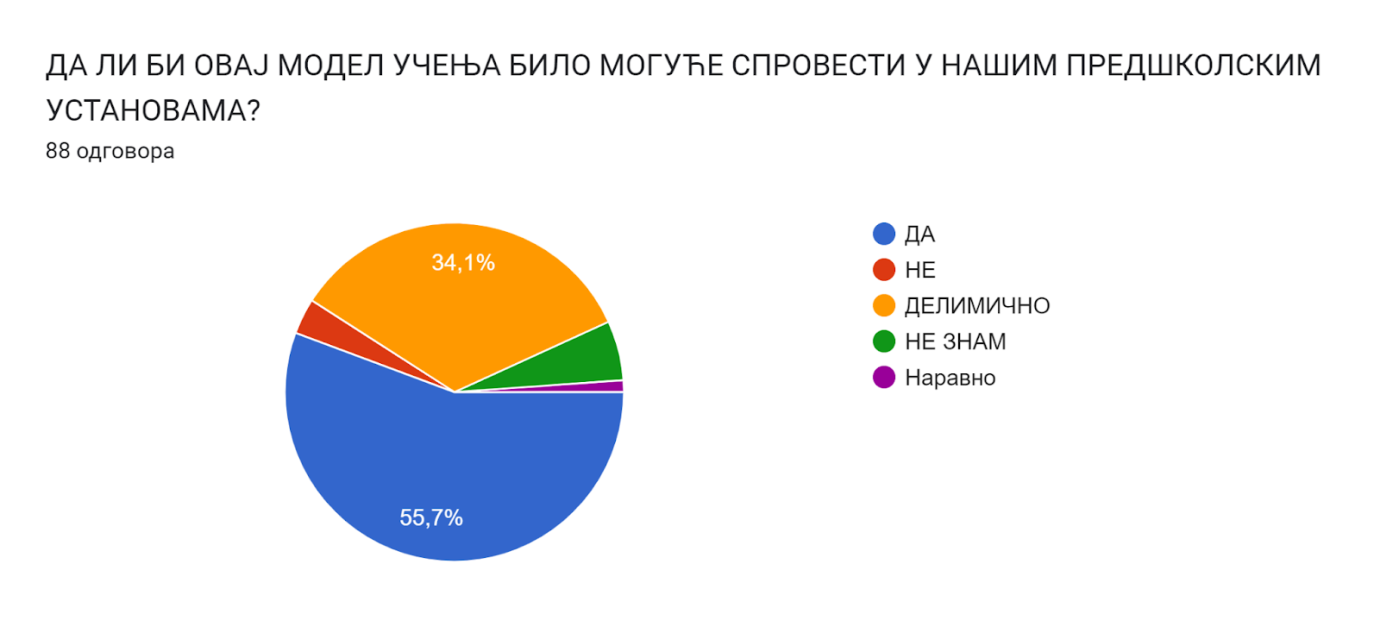 ДА ЛИ БИ ОВАЈ МОДЕЛ УЧЕЊА БИЛО МОГУЋЕ СПРОВЕСТИ У НАШИМ ПРЕДШКОЛСКИМ
УСТАНОВАМА?
88 одговора
34,1%
55,7%
ДА
НЕ
ДЕЛИМИЧНО
НЕ ЗНАМ
Наравно